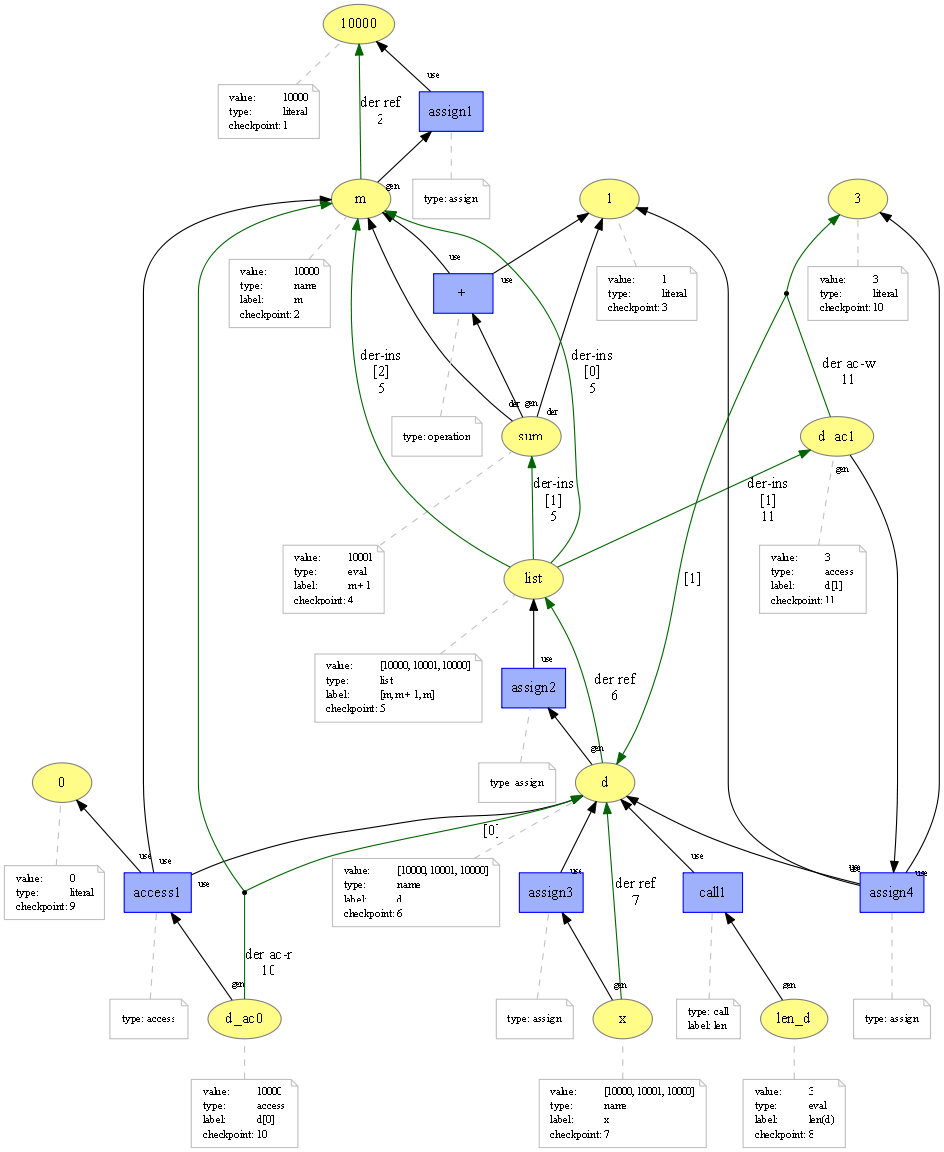 10000
use
value: 10000
type: literal
checkpoint: 1
der ref
2
assign1
gen
type: assign
m
1
3
use
use
value: 10000
type: name
label: m
checkpoint: 2
+
value: 1
type: literal
checkpoint: 3
value: 3
type: literal
checkpoint: 10
der-ins
[2]
5
der-ins
[0]
5
der ac-w
11
der
gen
der
type: operation
sum
d_ac1
gen
der-ins
[1]
5
der-ins
[1]
11
value: 10001
type: eval
label: m+1
checkpoint: 4
value: 3
type: access
label: d[1]
checkpoint: 11
list
[1]
use
value: [10000, 10001, 10000]
type: list
label: [m, m+1, m]
checkpoint: 5
assign2
der ref
6
gen
type: assign
0
d
[0]
use
use
use
value: 0
type: literal
checkpoint: 9
access1
value: [10000, 10001, 10000]
type: name
label: d
checkpoint: 6
use
assign3
der ref
7
use
call1
use
use
use
assign4
der ac-r
10
gen
gen
gen
type: access
d_ac0
type: assign
x
type: call
label: len
len_d
type: assign
value: 10000
type: access
label: d[0]
checkpoint: 10
value: [10000, 10001, 10000]
type: name
label: x
checkpoint: 7
value: 3
type: eval
label: len(d)
checkpoint: 8